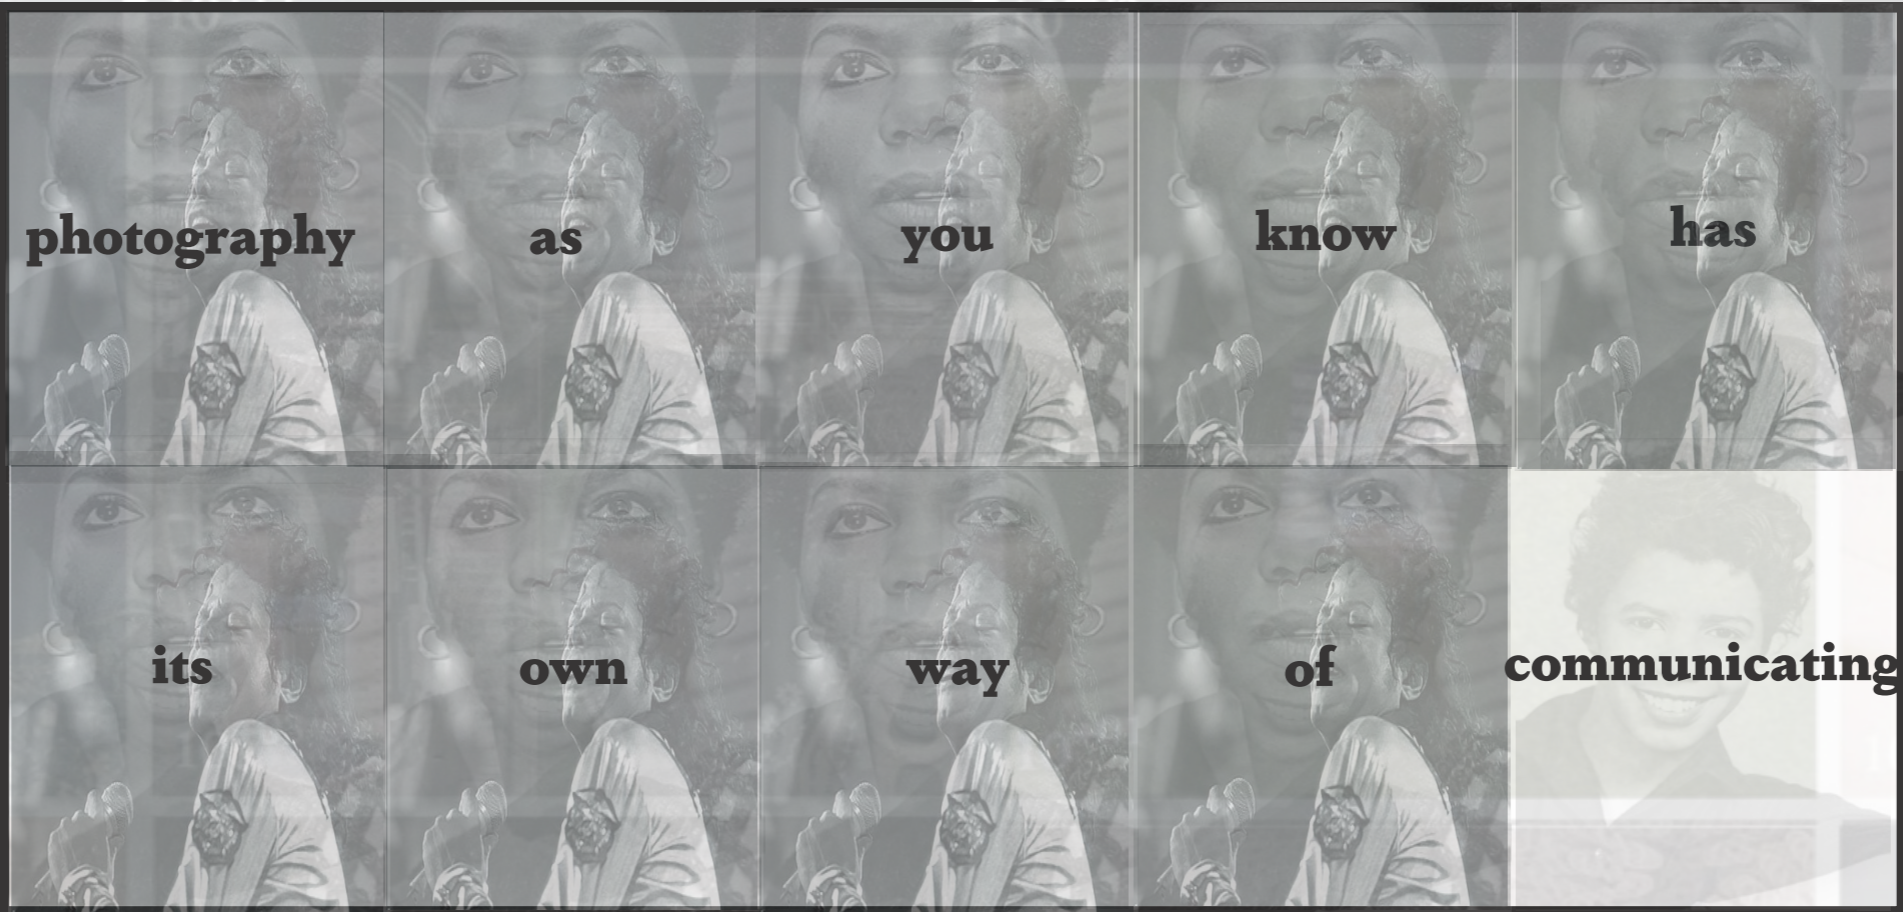 photography as you know has
its own way of communicating